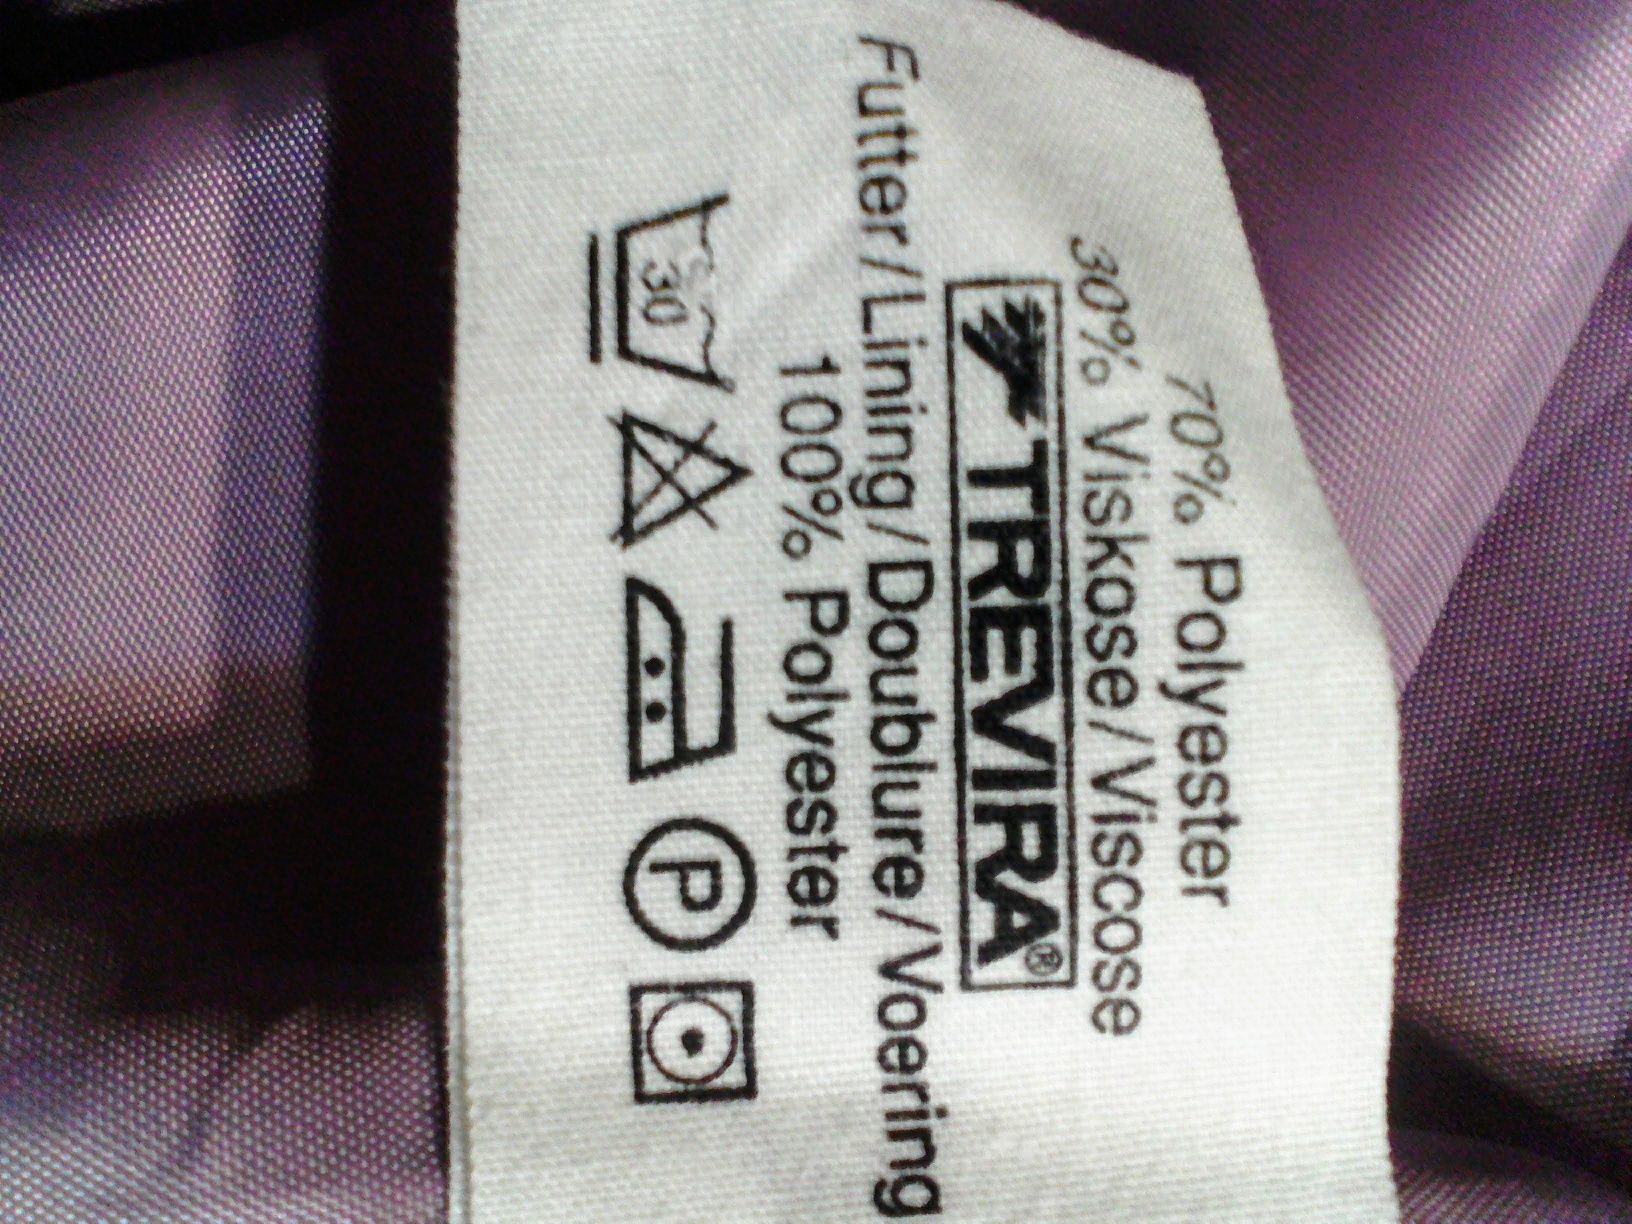 70% Polyester
30% Viskose/Viscose
TREVIRA®
Futter/Lining/Doublure/Voering
100% Polyester
30 P